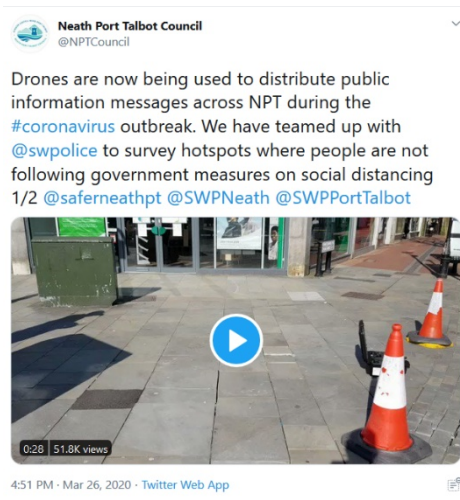 Neath Port Talbot Council
@NPTCouncil
Drones are now being used to distribute public
information messages across NPT during the
#coronavirus outbreak. We have teamed up with
@swpolice to survey hotspots where people are not
following government measures on social distancing
1/2 @saferneathpt @SWPNeath @SWPPortTalbot
0:28 51.8K views
4:51 PM · Mar 26, 2020 · Twitter Web App